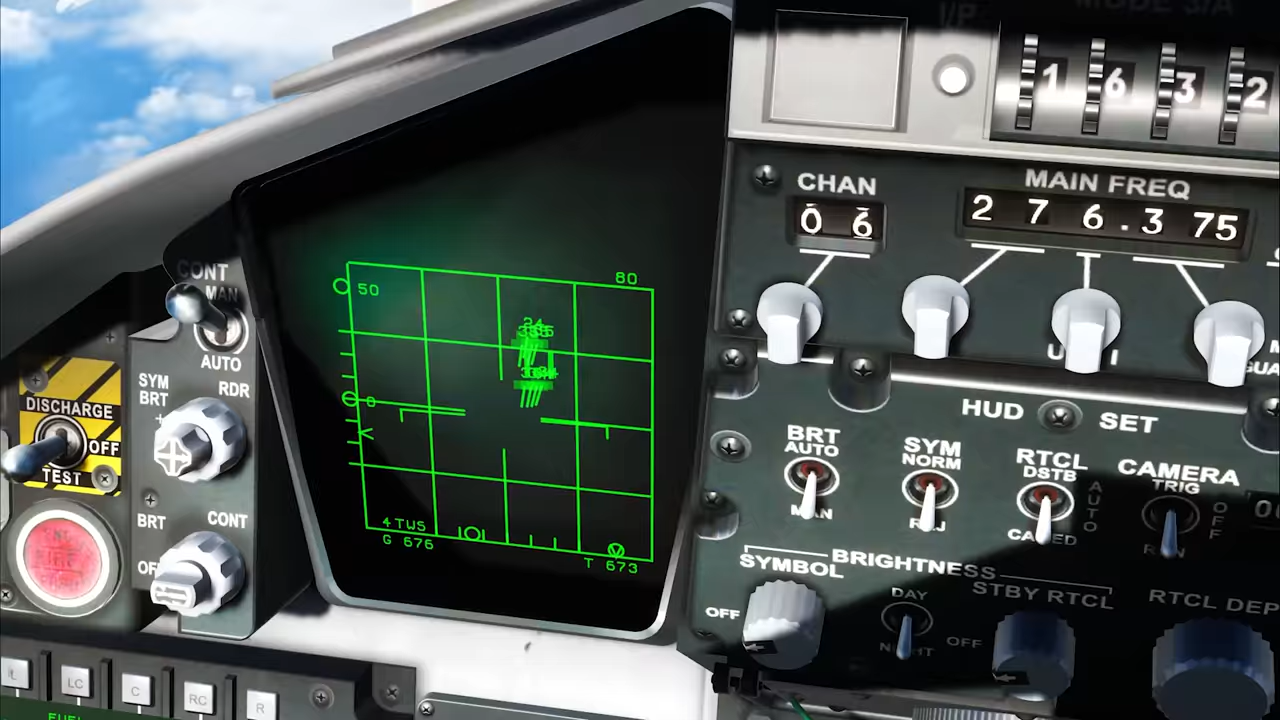 I/P
MODE 3/A
1 6 3 2
CHAN
0 6
MAIN FREQ
2 7 6 . 3 75
CONT
MAN
AUTO
SYM
BRT
RDR
BRT
CONT
DISCHARGE
OFF
TEST
80
50
24
0
4 TWS
G 676
T 673
HUD SET
BRT
AUTO
MAN
SYM
NORM
REJ
RTCL
DSTB
AUTO
CAGED
CAMERA
TRIG
OFF
RUN
BRIGHTNESS
SYMBOL
OFF
DAY
NIGHT
STBY RTCL
OFF
RTCL DEP
LC
C
RC
R